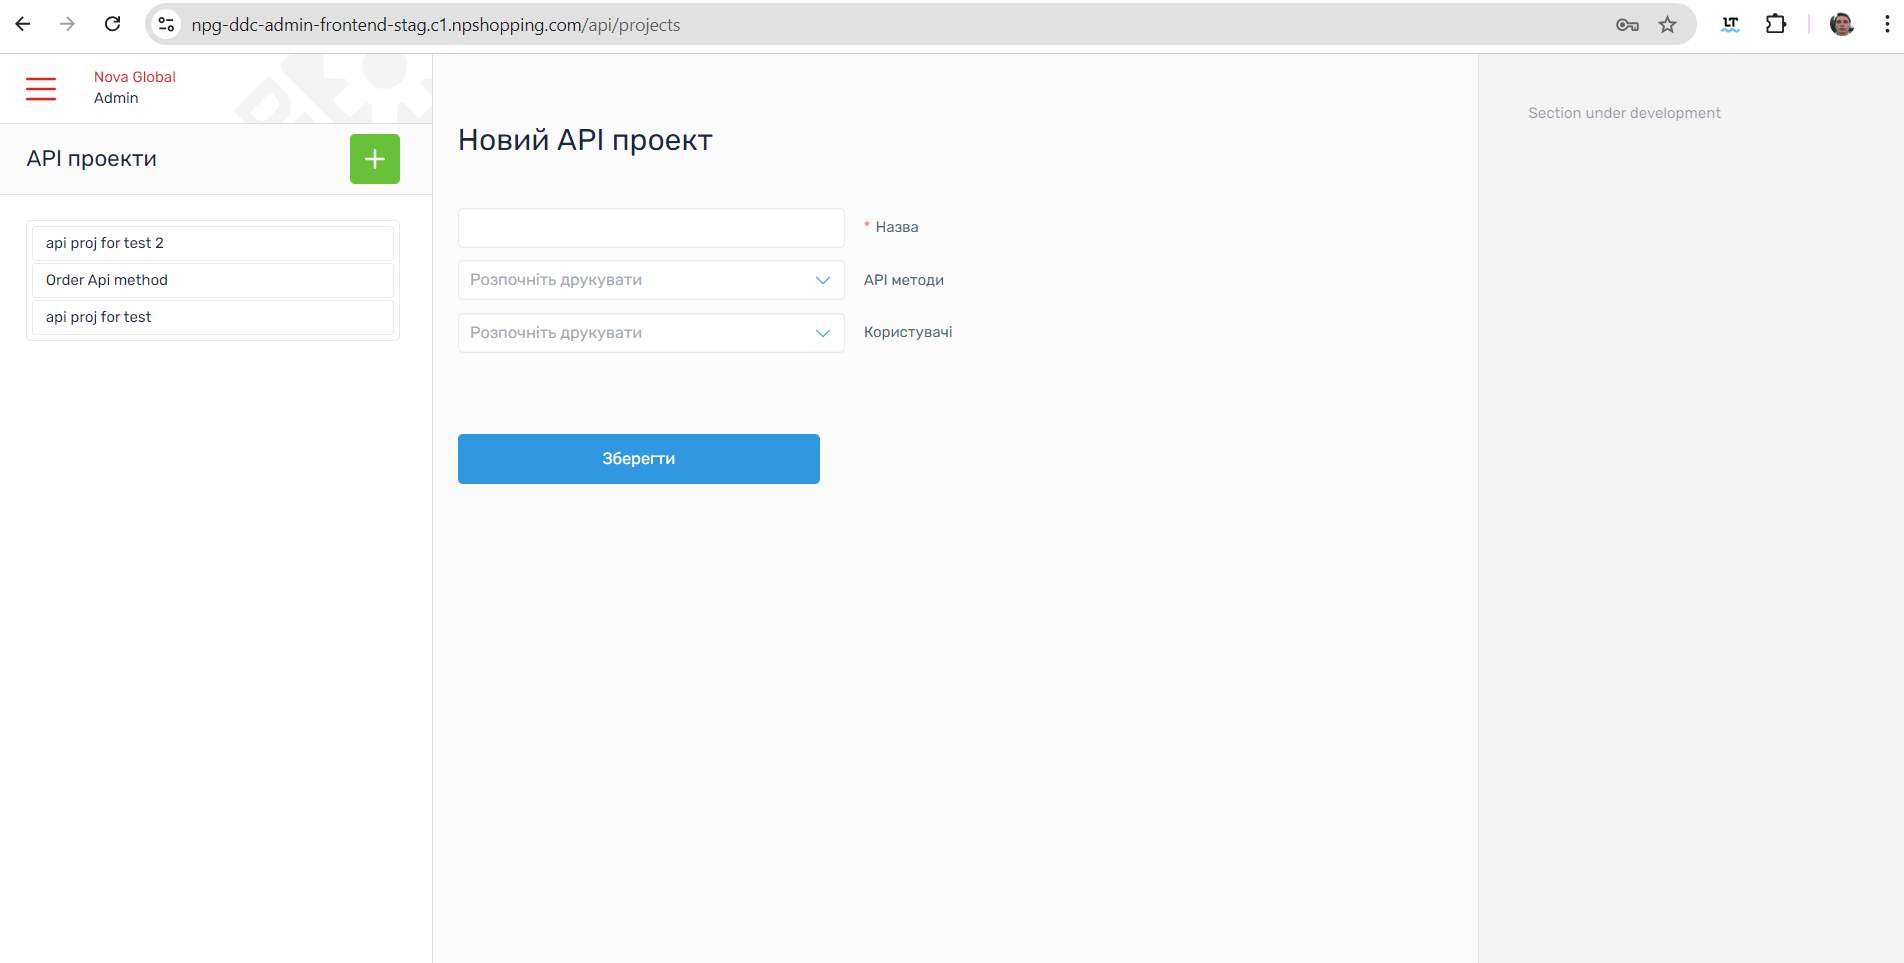 npg-ddc-admin-frontend-stag.c1.npshopping.com/api/projects
LT
Nova Global
Admin
API проекти
api proj for test 2
Order Api method
api proj for test
Новий API проект
* Назва
Розпочніть друкувати
API методи
Розпочніть друкувати
Користувачі
Зберегти
Section under development